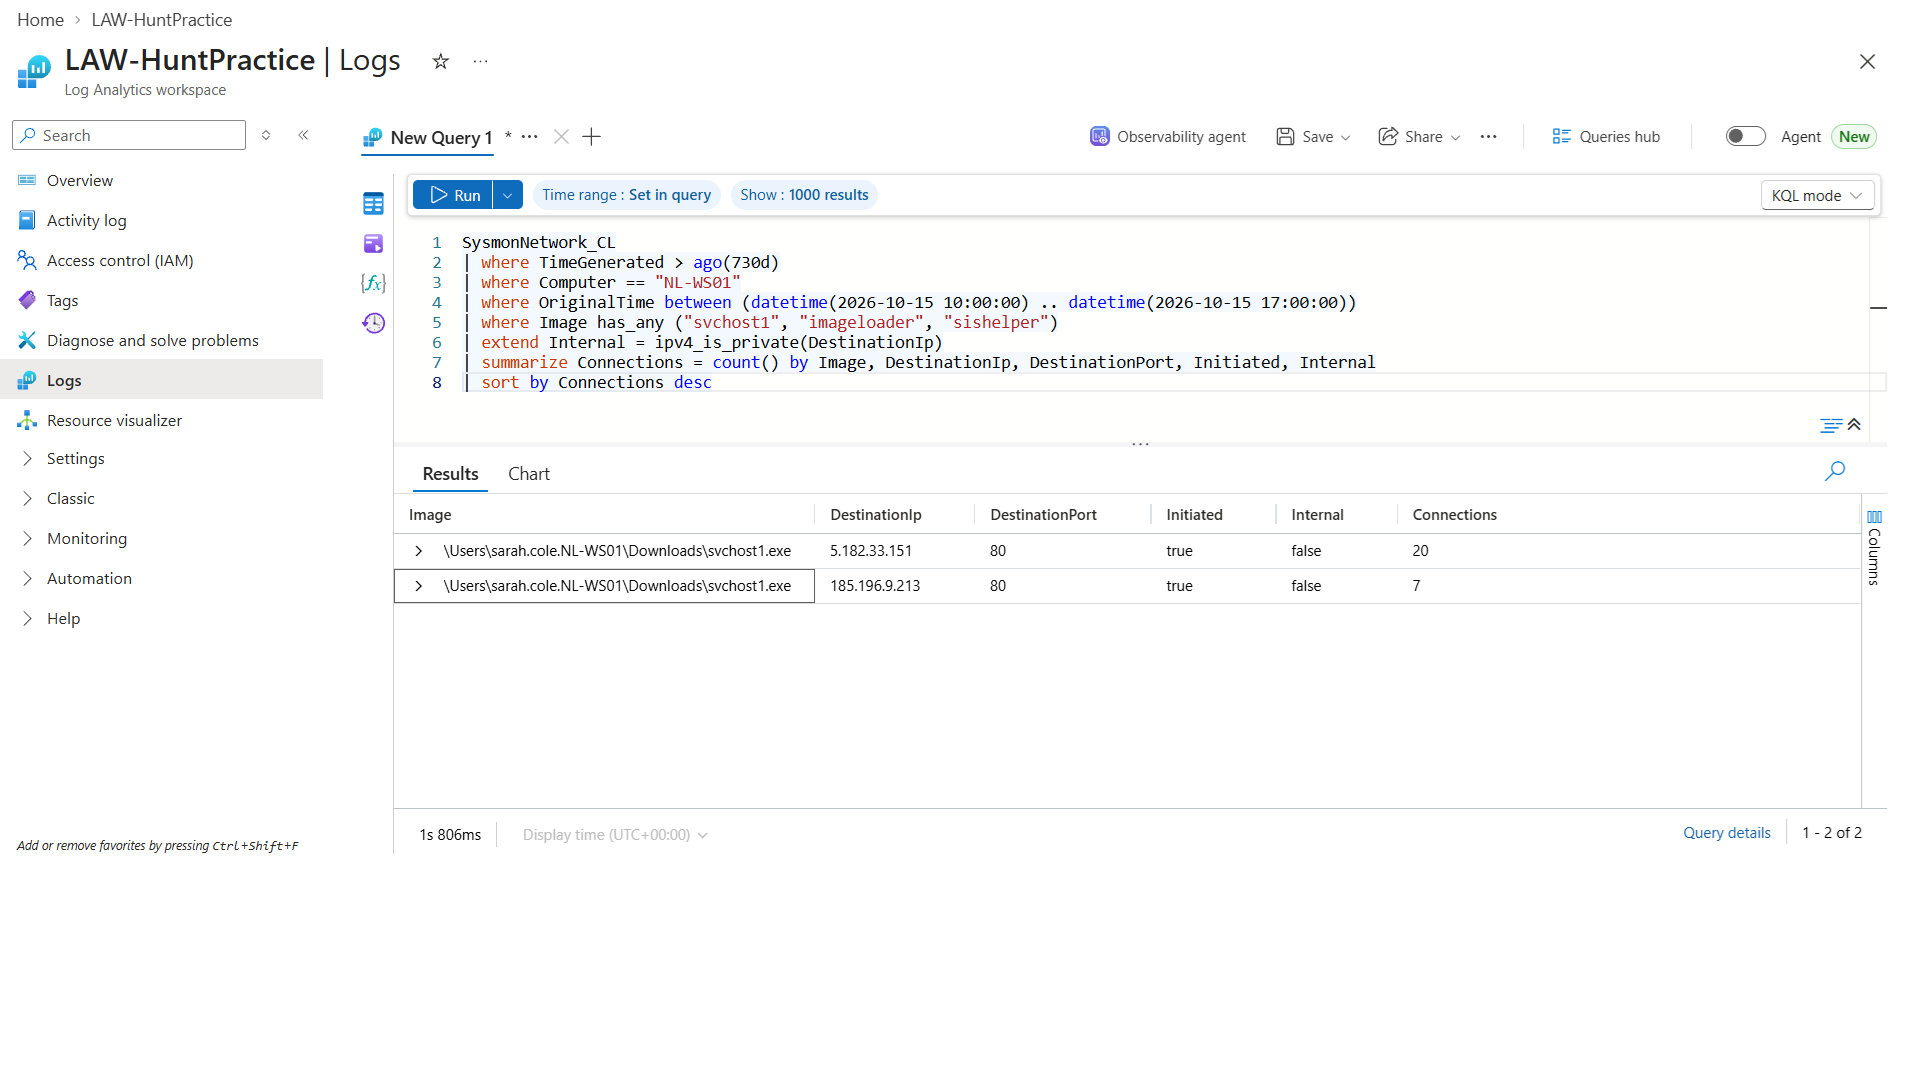 Home > LAW-HuntPractice
LAW-HuntPractice | Logs
Log Analytics workspace
Search
Overview
Activity log
Access control (IAM)
Tags
Diagnose and solve problems
Logs
Resource visualizer
Settings
Classic
Monitoring
Automation
Help
Add or remove favorites by pressing Ctrl+Shift+F
New Query 1 *
Observability agent
Save
Share
Queries hub
Agent New
Run
Time range : Set in query
Show : 1000 results
KQL mode
1 SysmonNetwork_CL
2 | where TimeGenerated > ago(730d)
3 | where Computer == "NL-WS01"
4 | where OriginalTime between (datetime(2026-10-15 10:00:00) .. datetime(2026-10-15 17:00:00))
5 | where Image has_any ("svchost1", "imageloader", "sishelper")
6 | extend Internal = ipv4_is_private(DestinationIp)
7 | summarize Connections = count() by Image, DestinationIp, DestinationPort, Initiated, Internal
8 | sort by Connections desc
Results Chart
Image DestinationIp DestinationPort Initiated Internal Connections
\Users\sarah.cole.NL-WS01\Downloads\svchost1.exe 5.182.33.151 80 true false 20
\Users\sarah.cole.NL-WS01\Downloads\svchost1.exe 185.196.9.213 80 true false 7
Columns
1s 806ms
Display time (UTC+00:00)
Query details
1 - 2 of 2